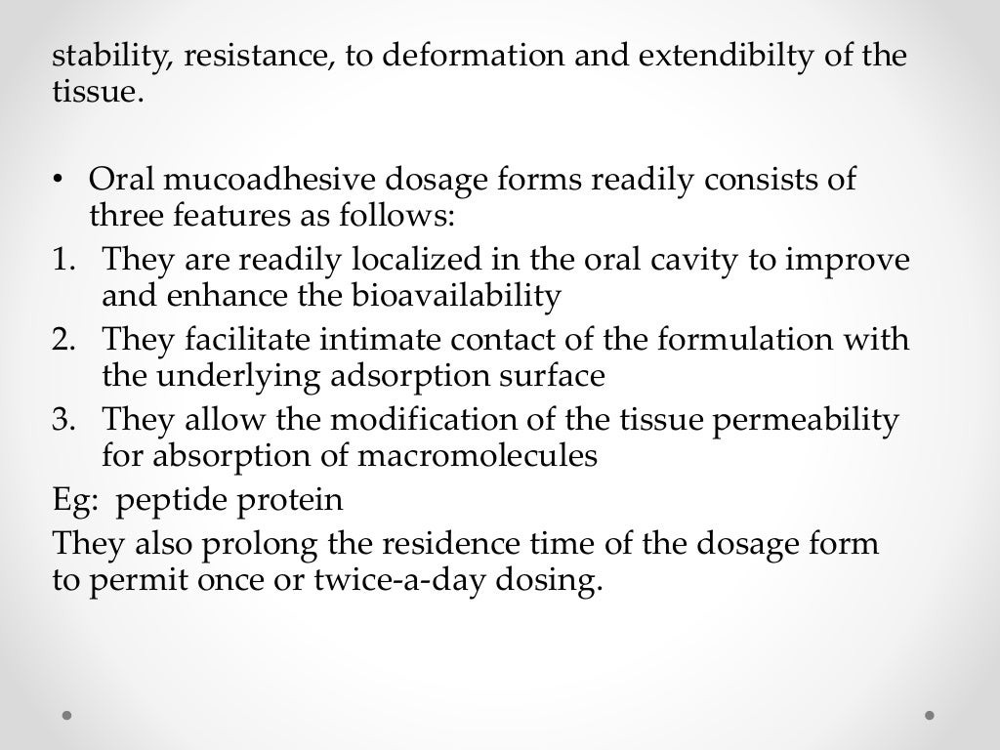 stability, resistance, to deformation and extendibilty of the
tissue.
• Oral mucoadhesive dosage forms readily consists of
three features as follows:
1. They are readily localized in the oral cavity to improve
and enhance the bioavailability
2. They facilitate intimate contact of the formulation with
the underlying adsorption surface
3. They allow the modification of the tissue permeability
for absorption of macromolecules
Eg:  peptide protein
They also prolong the residence time of the dosage form
to permit once or twice-a-day dosing.